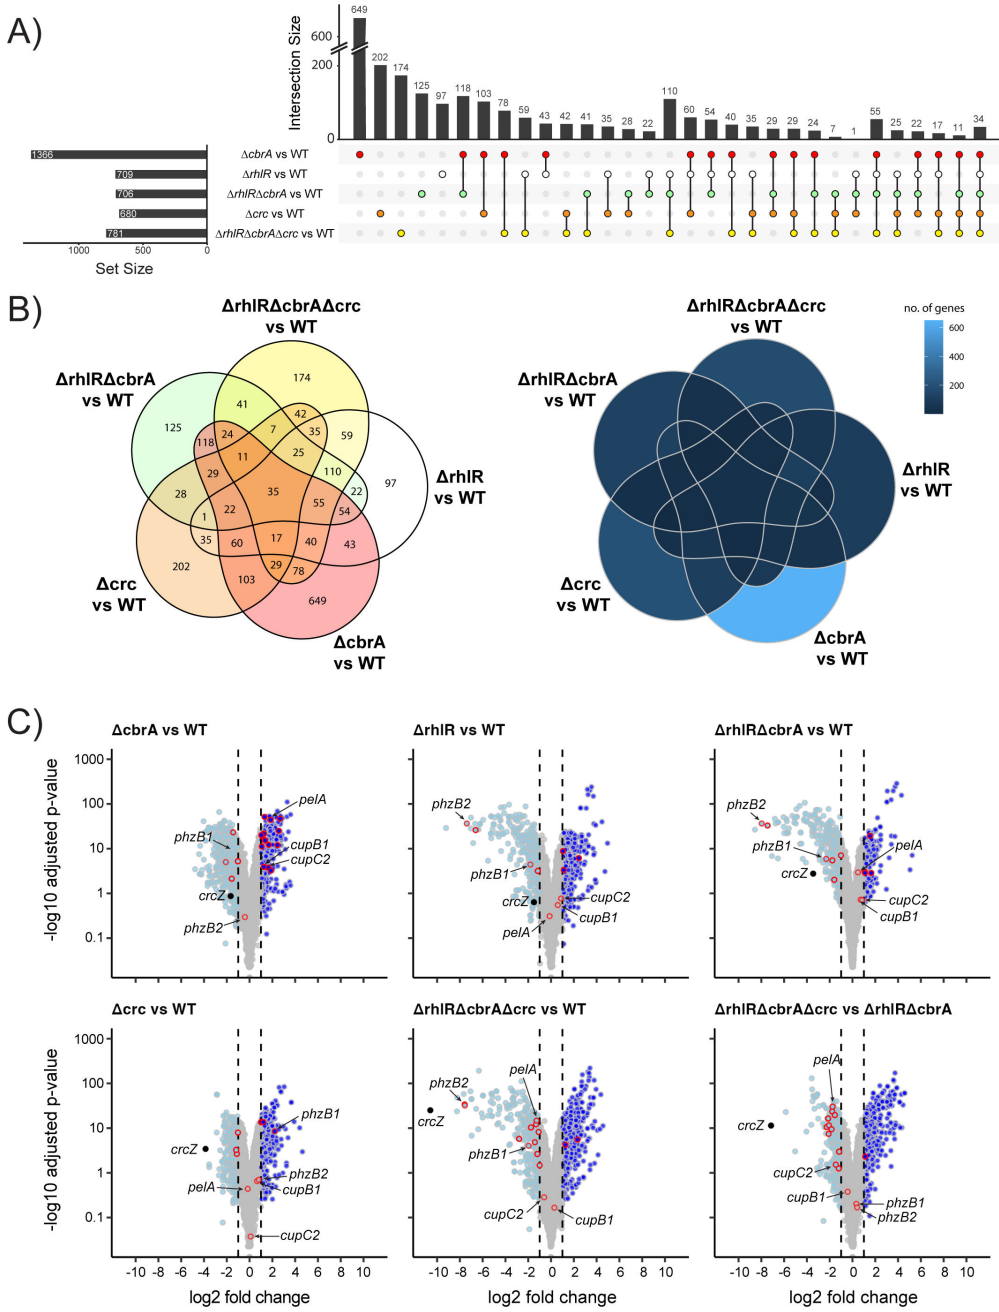 A)
Intersection Size
600
200
0
649
202
174
125
97
118
103
78
59
43
42
41
35
28
22
110
60
54
40
35
29
29
24
7
1
55
25
22
17
11
34
1366
709
706
680
781
ΔcbrA vs WT
ΔrhlR vs WT
ΔrhlRΔcbrA vs WT
Δcrc vs WT
ΔrhlRΔcbrAΔcrc vs WT
1000 500 0
Set Size
B)
ΔrhlRΔcbrAΔcrc
vs WT
ΔrhlRΔcbrA
vs WT
ΔrhlR
vs WT
Δcrc
vs WT
ΔcbrA
vs WT
174
41
42
125
24
7
35
59
118
11
25
29
110
97
28
35
55
22
1
22
54
35
60
17
40
43
202
103
29
78
649
ΔrhlRΔcbrAΔcrc
vs WT
ΔrhlRΔcbrA
vs WT
ΔrhlR
vs WT
Δcrc
vs WT
ΔcbrA
vs WT
no. of genes
600
400
200
C)
ΔcbrA vs WT
-log10 adjusted p-value
1000
100
10
1
0.1
pelA
phzB1
cupB1
cupC2
crcZ
phzB2
ΔrhlR vs WT
phzB2
phzB1
crcZ
cupC2
cupB1
pelA
ΔrhlRΔcbrA vs WT
phzB2
phzB1
pelA
crcZ
cupC2
cupB1
Δcrc vs WT
-log10 adjusted p-value
1000
100
10
1
0.1
phzB1
crcZ
phzB2
pelA
cupB1
cupC2
-10 -8 -6 -4 -2 0 2 4 6 8 10
log2 fold change
ΔrhlRΔcbrAΔcrc vs WT
pelA
phzB2
crcZ
phzB1
cupC2
cupB1
-10 -8 -6 -4 -2 0 2 4 6 8 10
log2 fold change
ΔrhlRΔcbrAΔcrc vs ΔrhlRΔcbrA
pelA
crcZ
cupC2
cupB1
phzB1
phzB2
-10 -8 -6 -4 -2 0 2 4 6 8 10
log2 fold change